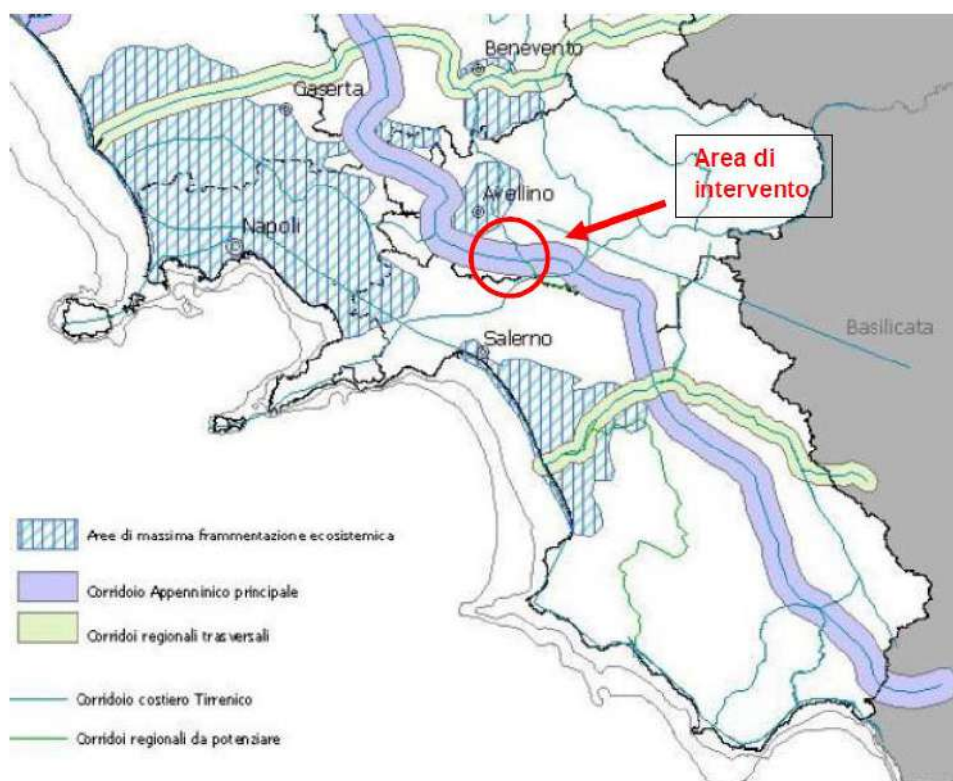 Benevento
Caserta
Area di
intervento
Avellino
Napoli
Basilicata
Salerno
Aree di massima frammentazione ecosistemica
Corridoio Appenninico principale
Corridoi regionali trasversali
Corridoio costiero Tirrenico
Corridoi regionali da potenziare